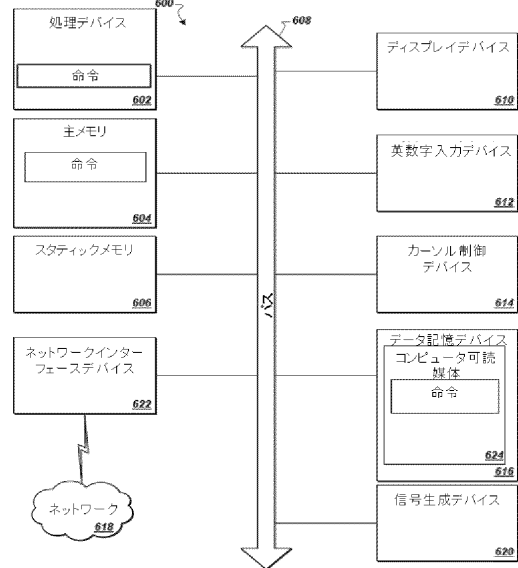 600
処理デバイス
命令
602
主メモリ
命令
604
スタティックメモリ
606
ネットワークインター
フェースデバイス
622
ネットワーク
618
608
バス
ディスプレイデバイス
610
英数字入力デバイス
612
カーソル制御
デバイス
614
データ記憶デバイス
コンピュータ可読
媒体
命令
624
616
信号生成デバイス
620